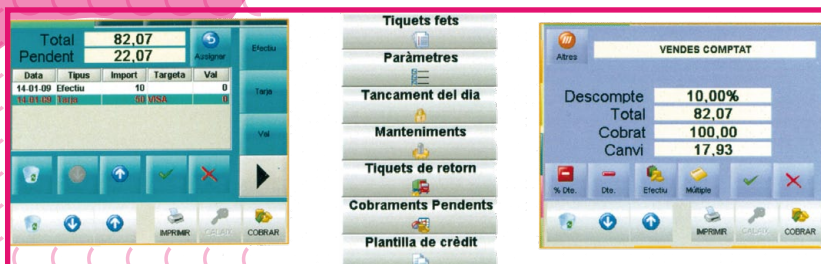 Total 82,07
Pendent 22,07
Assigner
Efectiu
Data Tipus Import Targeta Val
14-01-09 Efectiu 10 0
14-01-09 Tarja 50 VISA 0
Tarja
Val
IMPRIMIR CALAIX COBRAR
Tiquets fets
Paràmetres
Tancament del dia
Manteniments
Tiquets de retorn
Cobraments Pendents
Plantilla de crèdit
Altres
VENDES COMPTAT
Descompte 10,00%
Total 82,07
Cobrat 100,00
Canvi 17,93
% Dte. Dte. Efectiu Múltiple
IMPRIMIR CALAIX COBRAR